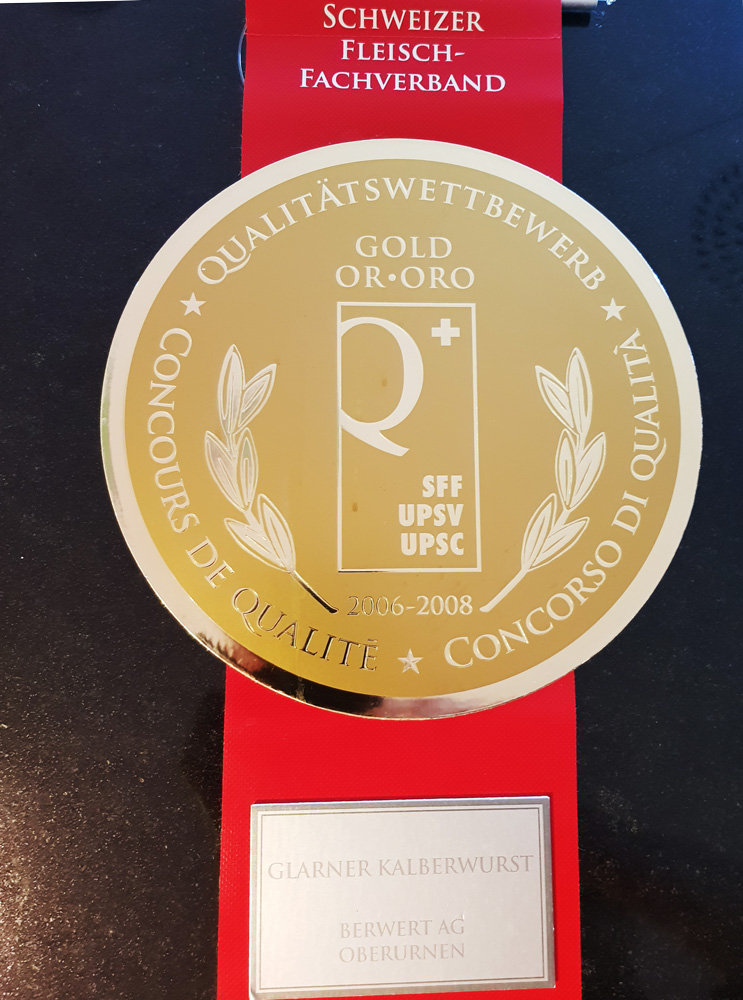 SCHWEIZER
FLEISCH-
FACHVERBAND
QUALITÄTSWETTBEWERB
GOLD
OR•ORO
Q+
SFF
UPSV
UPSC
2006-2008
CONCOURS DE QUALITÉ
CONCORSO DI QUALITÀ
GLARNER KALBERWURST
BERWERT AG
OBERURNEN